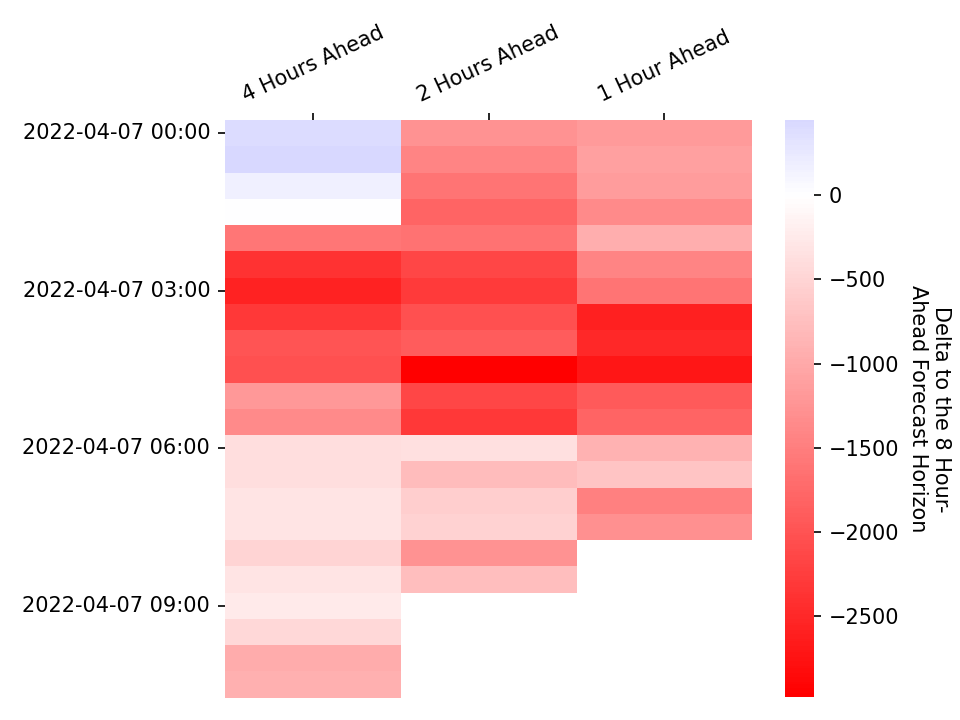 4 Hours Ahead
2 Hours Ahead
1 Hour Ahead
2022-04-07 00:00
2022-04-07 03:00
2022-04-07 06:00
2022-04-07 09:00
0
−500
−1000
−1500
−2000
−2500
Delta to the 8 Hour-
Ahead Forecast Horizon